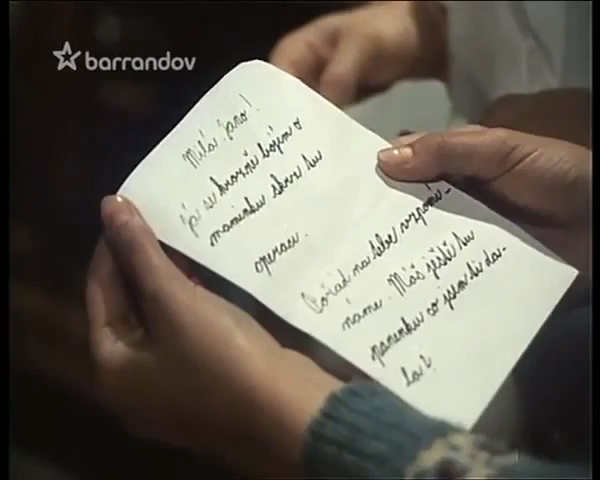 barrandov
Milá Jano!
Já se hrozně bojím o
maminku skrz tu
operaci.
Pořád na tebe vzpomí-
náme. Máš ještě tu
panenku co jsem ti da-
la?